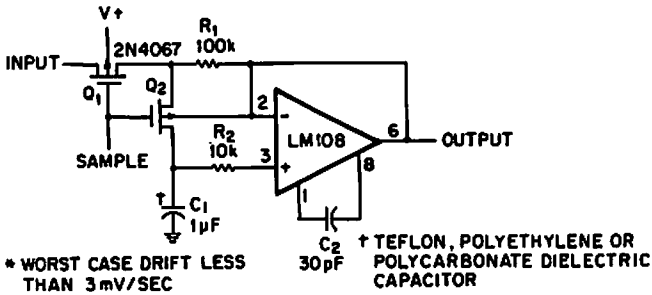 V+
2N4067
R1
100k
INPUT
Q1
Q2
2
6
LM108
OUTPUT
R2
10k
3
8
SAMPLE
1
† C1
1µF
C2
30pF
* WORST CASE DRIFT LESS
THAN 3mV/SEC
† TEFLON, POLYETHYLENE OR
POLYCARBONATE DIELECTRIC
CAPACITOR